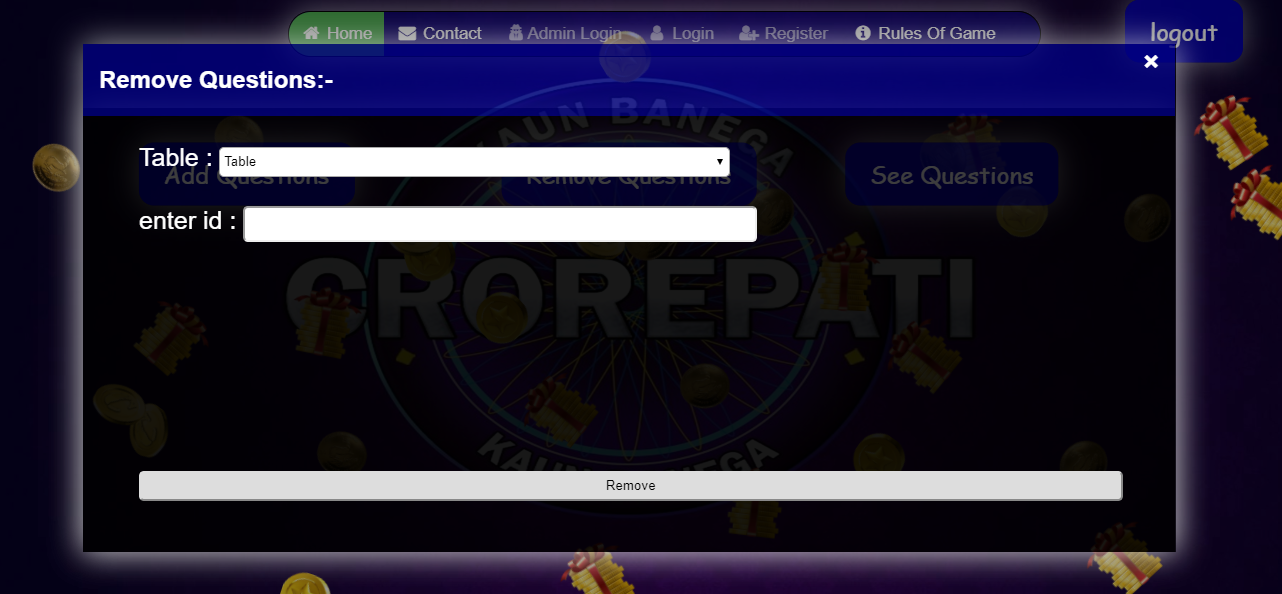 Home Contact Admin Login Login Register Rules Of Game
logout
×
Remove Questions:-
KAUN BANEGA
Table : Table
Add Questions Remove Questions See Questions
enter id :
CROREPATI
KAUN BANEGA
Remove